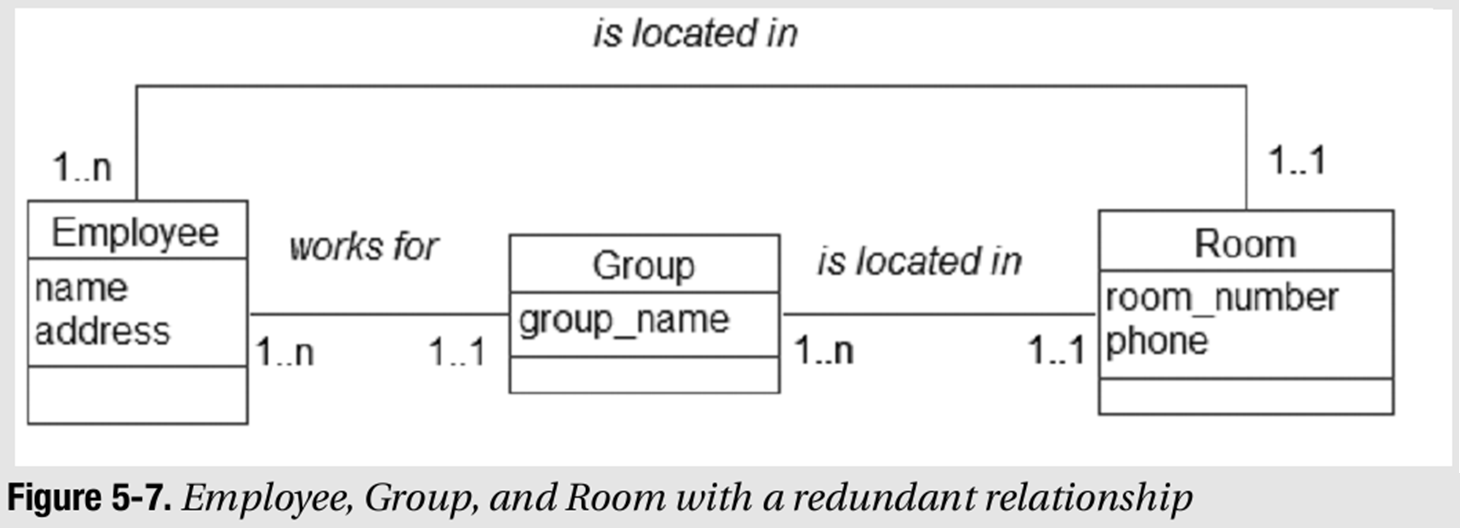 is located in
1..n
1..1
Employee
name
address
works for
1..n
1..1
Group
group_name
is located in
1..n
1..1
Room
room_number
phone
Figure 5-7. Employee, Group, and Room with a redundant relationship